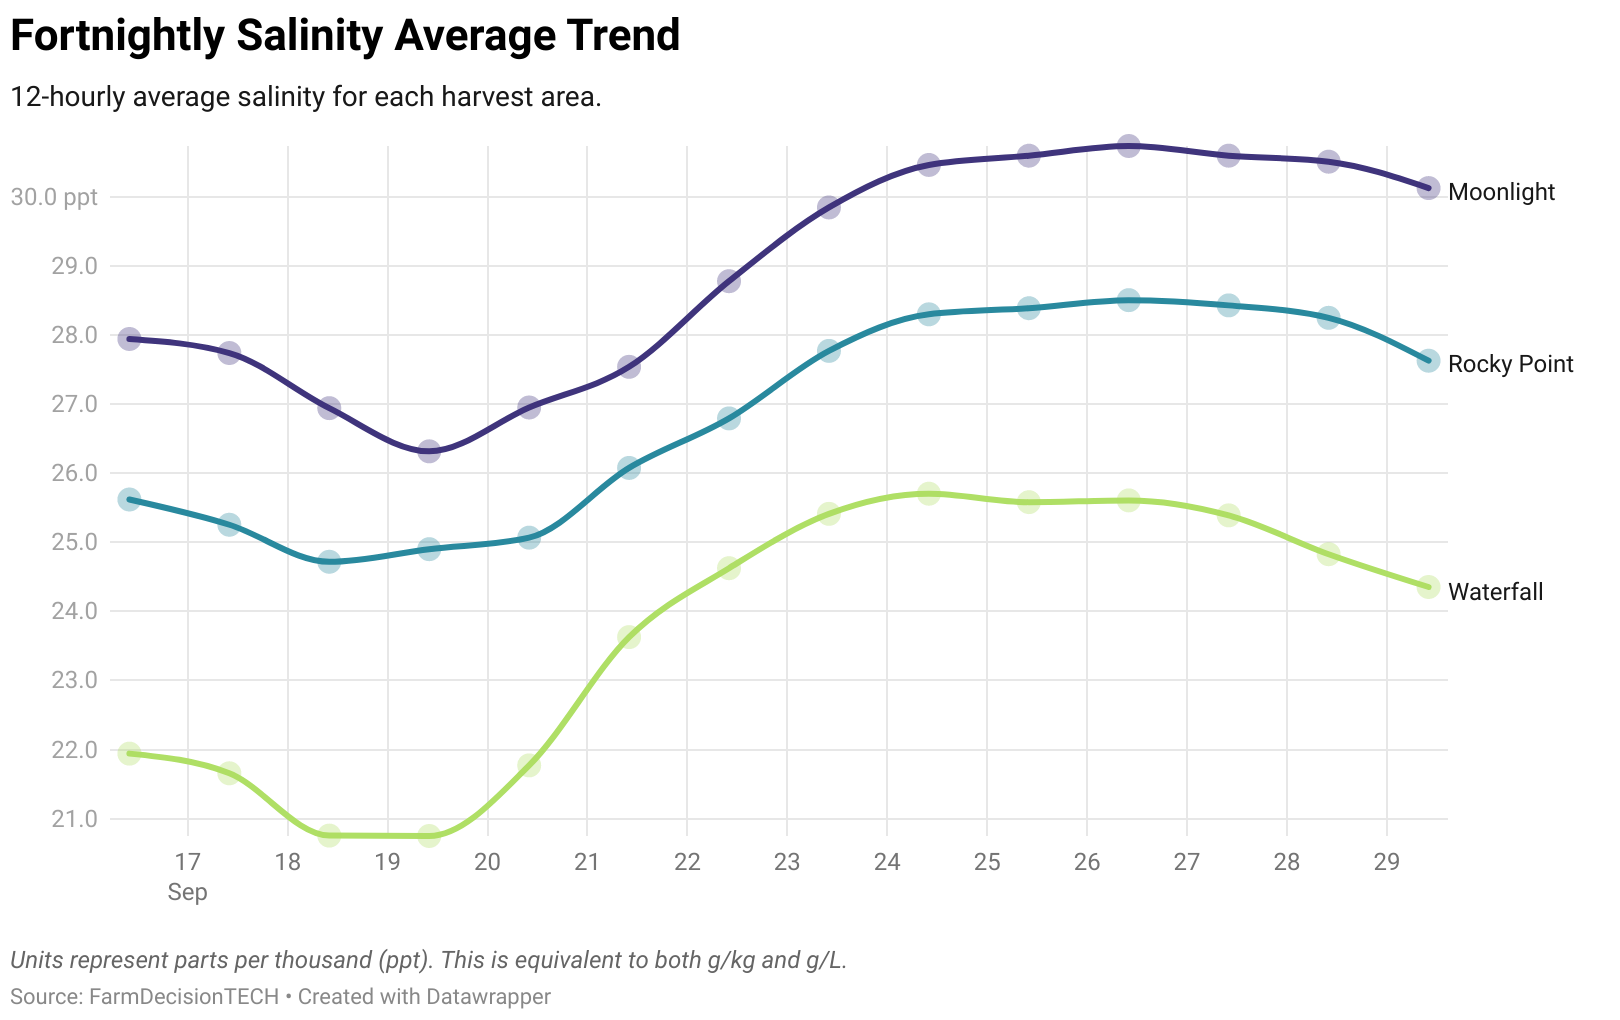 Fortnightly Salinity Average Trend
12-hourly average salinity for each harvest area.
30.0 ppt
29.0
28.0
27.0
26.0
25.0
24.0
23.0
22.0
21.0
Moonlight
Rocky Point
Waterfall
17 18 19 20 21 22 23 24 25 26 27 28 29
Sep
Units represent parts per thousand (ppt). This is equivalent to both g/kg and g/L.
Source: FarmDecisionTECH • Created with Datawrapper